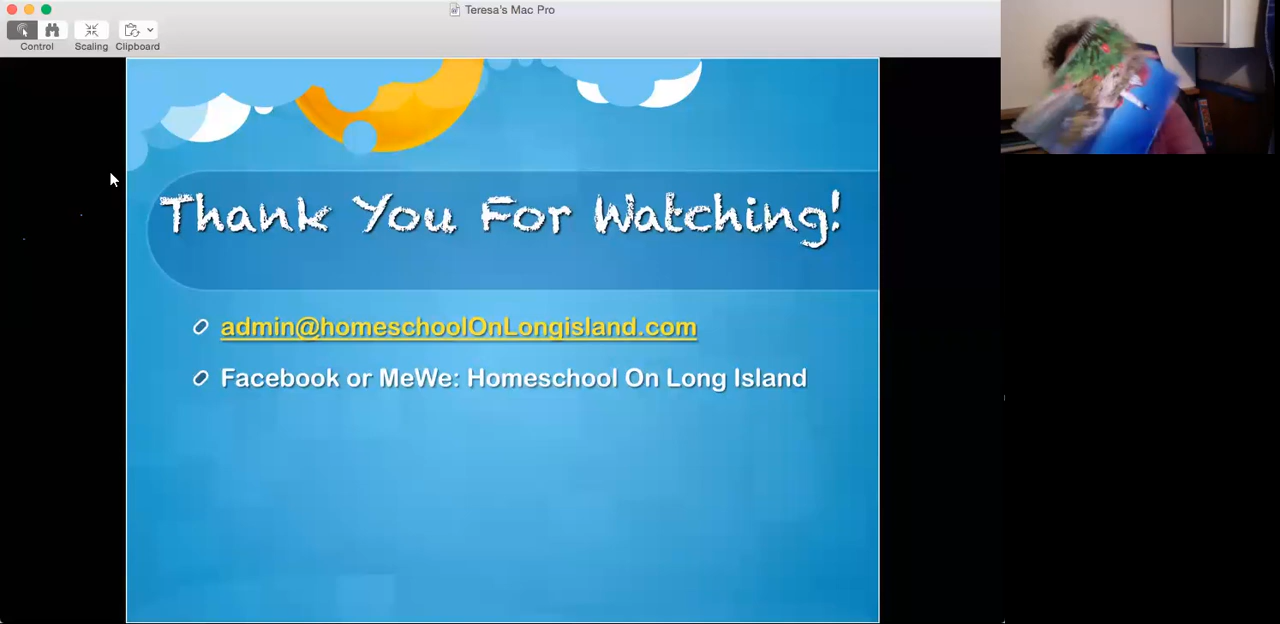 Teresa's Mac Pro
Control
Scaling
Clipboard
Thank You For Watching!
admin@homeschoolOnLongisland.com
Facebook or MeWe: Homeschool On Long Island